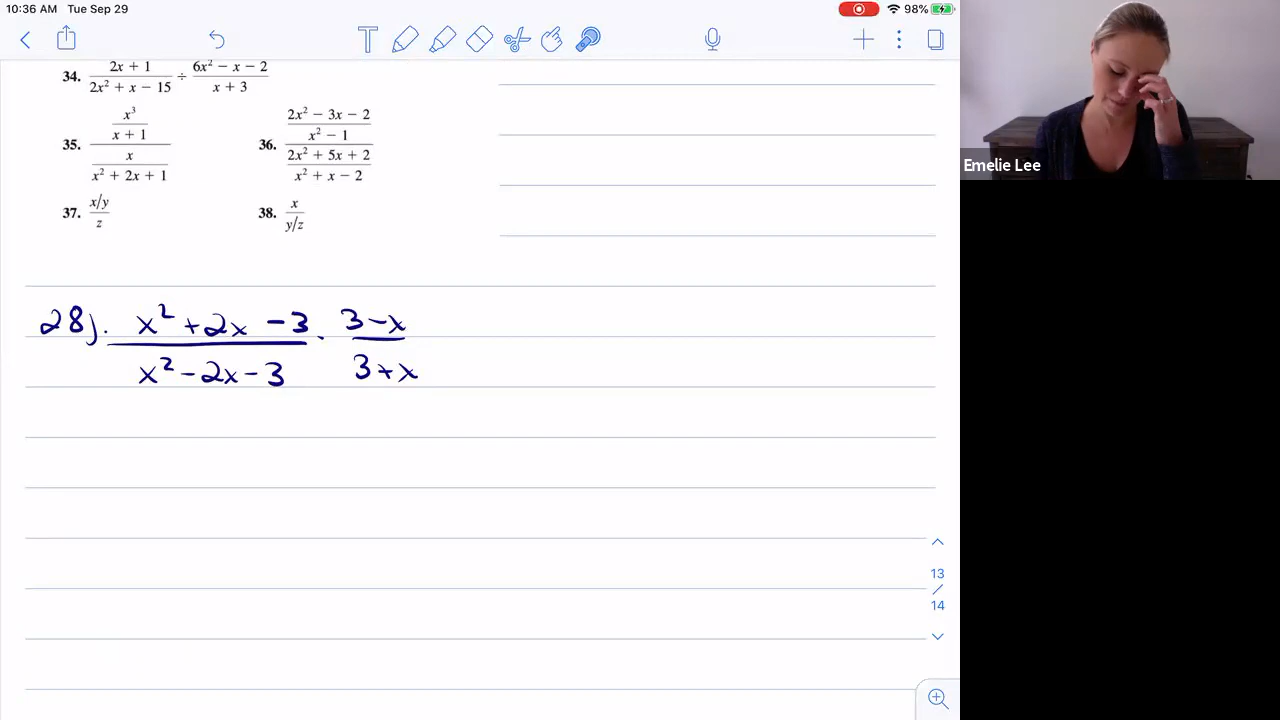 10:36 AM Tue Sep 29
98%
34. 2x + 1 / 2x² + x − 15 ÷ 6x² − x − 2 / x + 3
35. x³ / x + 1 / x / x² + 2x + 1
36. 2x² − 3x − 2 / x² − 1 / 2x² + 5x + 2 / x² + x − 2
37. x/y / z
38. x / y/z
28). x² + 2x − 3 / x² − 2x − 3 · 3 − x / 3 + x
13
/
14
Emelie Lee